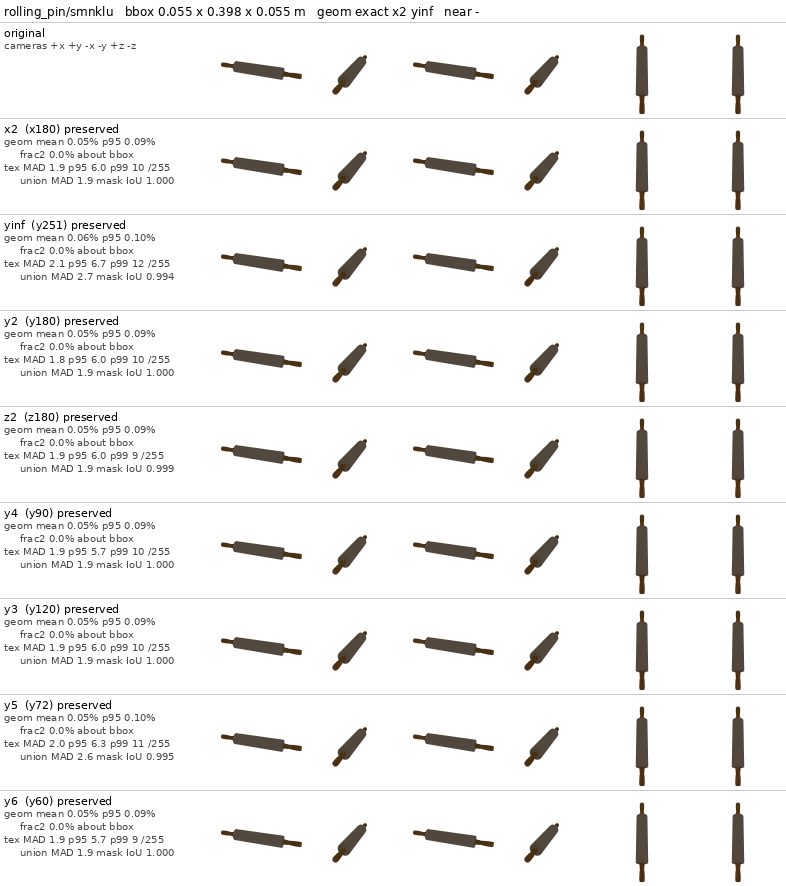 rolling_pin/smnklu bbox 0.055 x 0.398 x 0.055 m geom exact x2 yinf near -
original
cameras +x +y -x -y +z -z
x2 (x180) preserved
geom mean 0.05% p95 0.09%
frac2 0.0% about bbox
tex MAD 1.9 p95 6.0 p99 10 /255
union MAD 1.9 mask IoU 1.000
yinf (y251) preserved
geom mean 0.06% p95 0.10%
frac2 0.0% about bbox
tex MAD 2.1 p95 6.7 p99 12 /255
union MAD 2.7 mask IoU 0.994
y2 (y180) preserved
geom mean 0.05% p95 0.09%
frac2 0.0% about bbox
tex MAD 1.8 p95 6.0 p99 10 /255
union MAD 1.9 mask IoU 1.000
z2 (z180) preserved
geom mean 0.05% p95 0.09%
frac2 0.0% about bbox
tex MAD 1.9 p95 6.0 p99 9 /255
union MAD 1.9 mask IoU 0.999
y4 (y90) preserved
geom mean 0.05% p95 0.09%
frac2 0.0% about bbox
tex MAD 1.9 p95 5.7 p99 10 /255
union MAD 1.9 mask IoU 1.000
y3 (y120) preserved
geom mean 0.05% p95 0.09%
frac2 0.0% about bbox
tex MAD 1.9 p95 6.0 p99 10 /255
union MAD 1.9 mask IoU 1.000
y5 (y72) preserved
geom mean 0.05% p95 0.10%
frac2 0.0% about bbox
tex MAD 2.0 p95 6.3 p99 11 /255
union MAD 2.6 mask IoU 0.995
y6 (y60) preserved
geom mean 0.05% p95 0.09%
frac2 0.0% about bbox
tex MAD 1.9 p95 5.7 p99 9 /255
union MAD 1.9 mask IoU 1.000